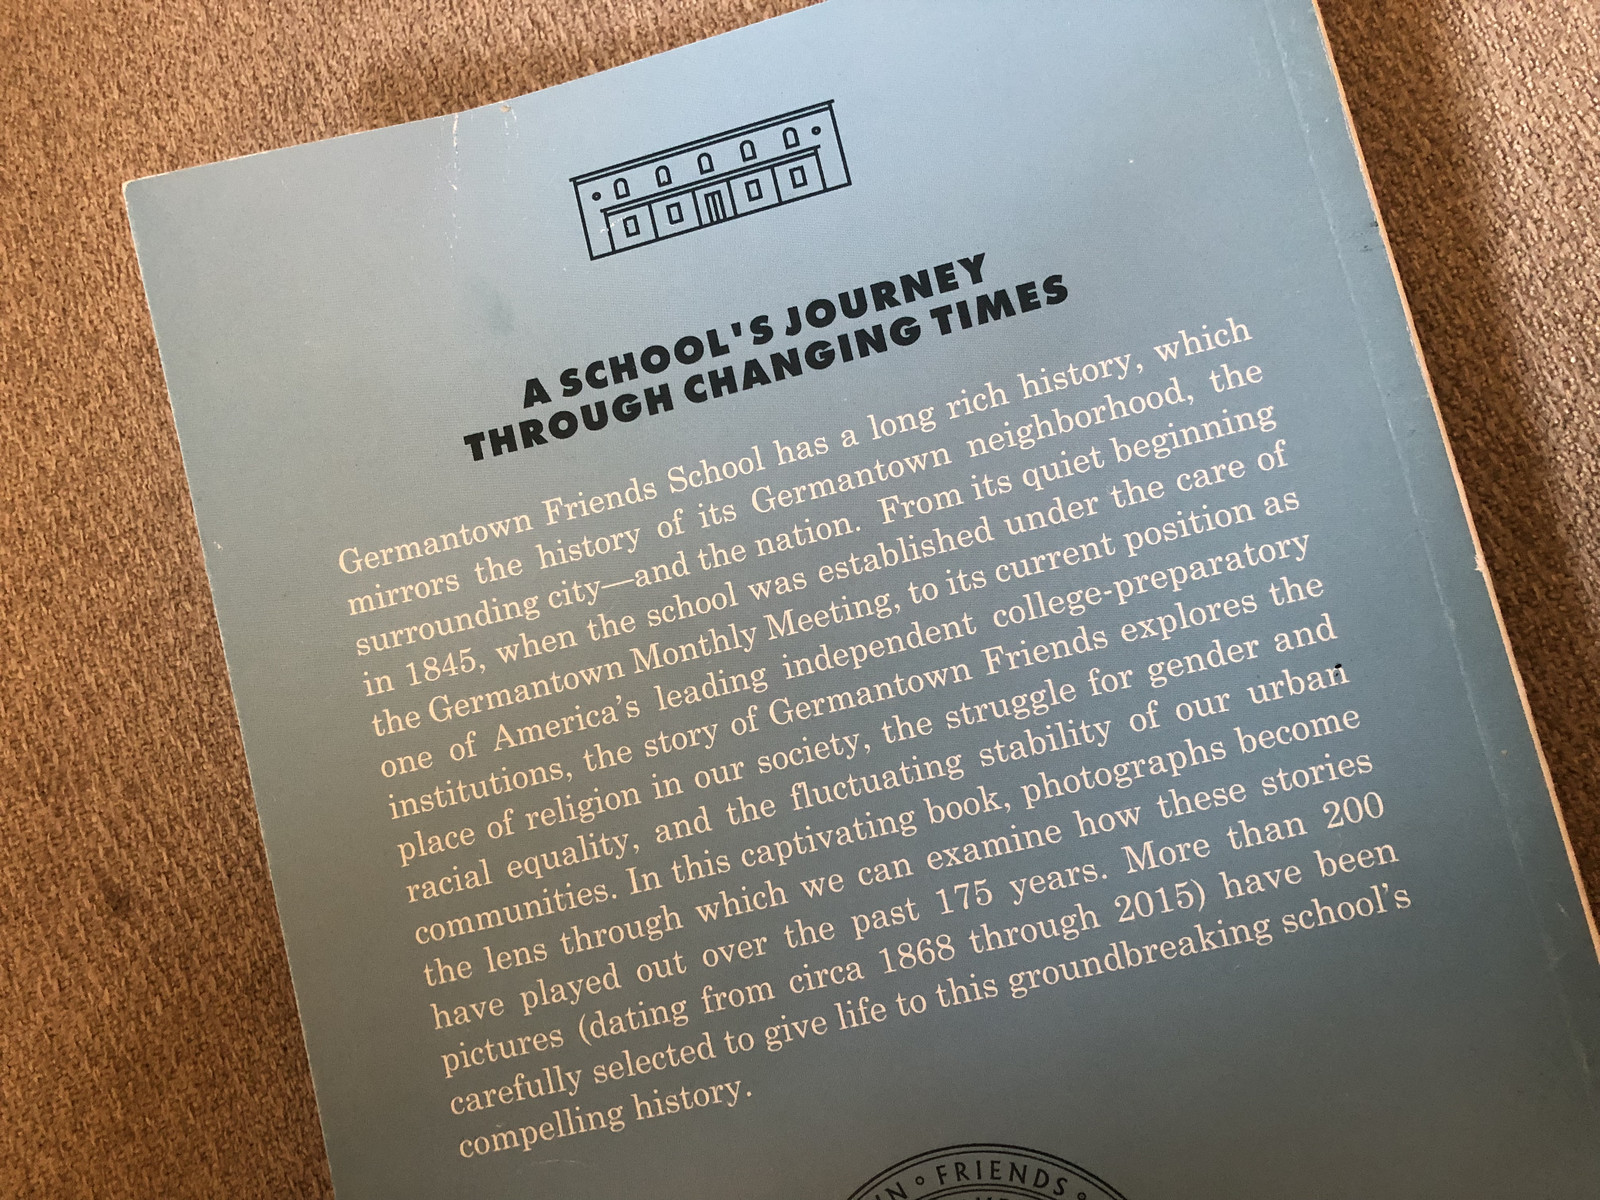 A SCHOOL'S JOURNEY
THROUGH CHANGING TIMES
Germantown Friends School has a long rich history, which
mirrors the history of its Germantown neighborhood, the
surrounding city—and the nation. From its quiet beginning
in 1845, when the school was established under the care of
the Germantown Monthly Meeting, to its current position as
one of America's leading independent college-preparatory
institutions, the story of Germantown Friends explores the
place of religion in our society, the struggle for gender and
racial equality, and the fluctuating stability of our urban
communities. In this captivating book, photographs become
the lens through which we can examine how these stories
have played out over the past 175 years. More than 200
pictures (dating from circa 1868 through 2015) have been
carefully selected to give life to this groundbreaking school's
compelling history.
FRIENDS